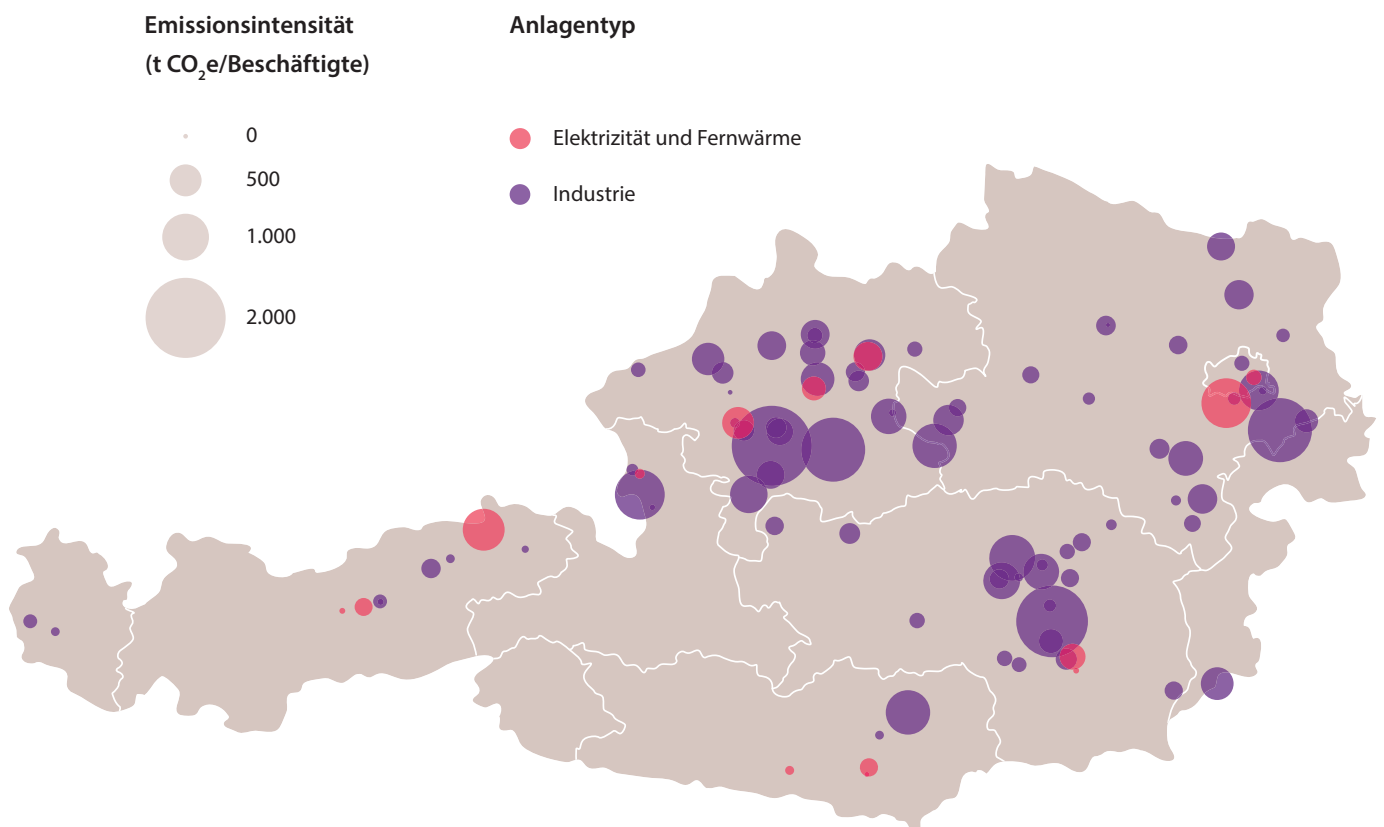 Emissionsintensität
(t CO₂e/Beschäftigte)
0
500
1.000
2.000
Anlagentyp
Elektrizität und Fernwärme
Industrie